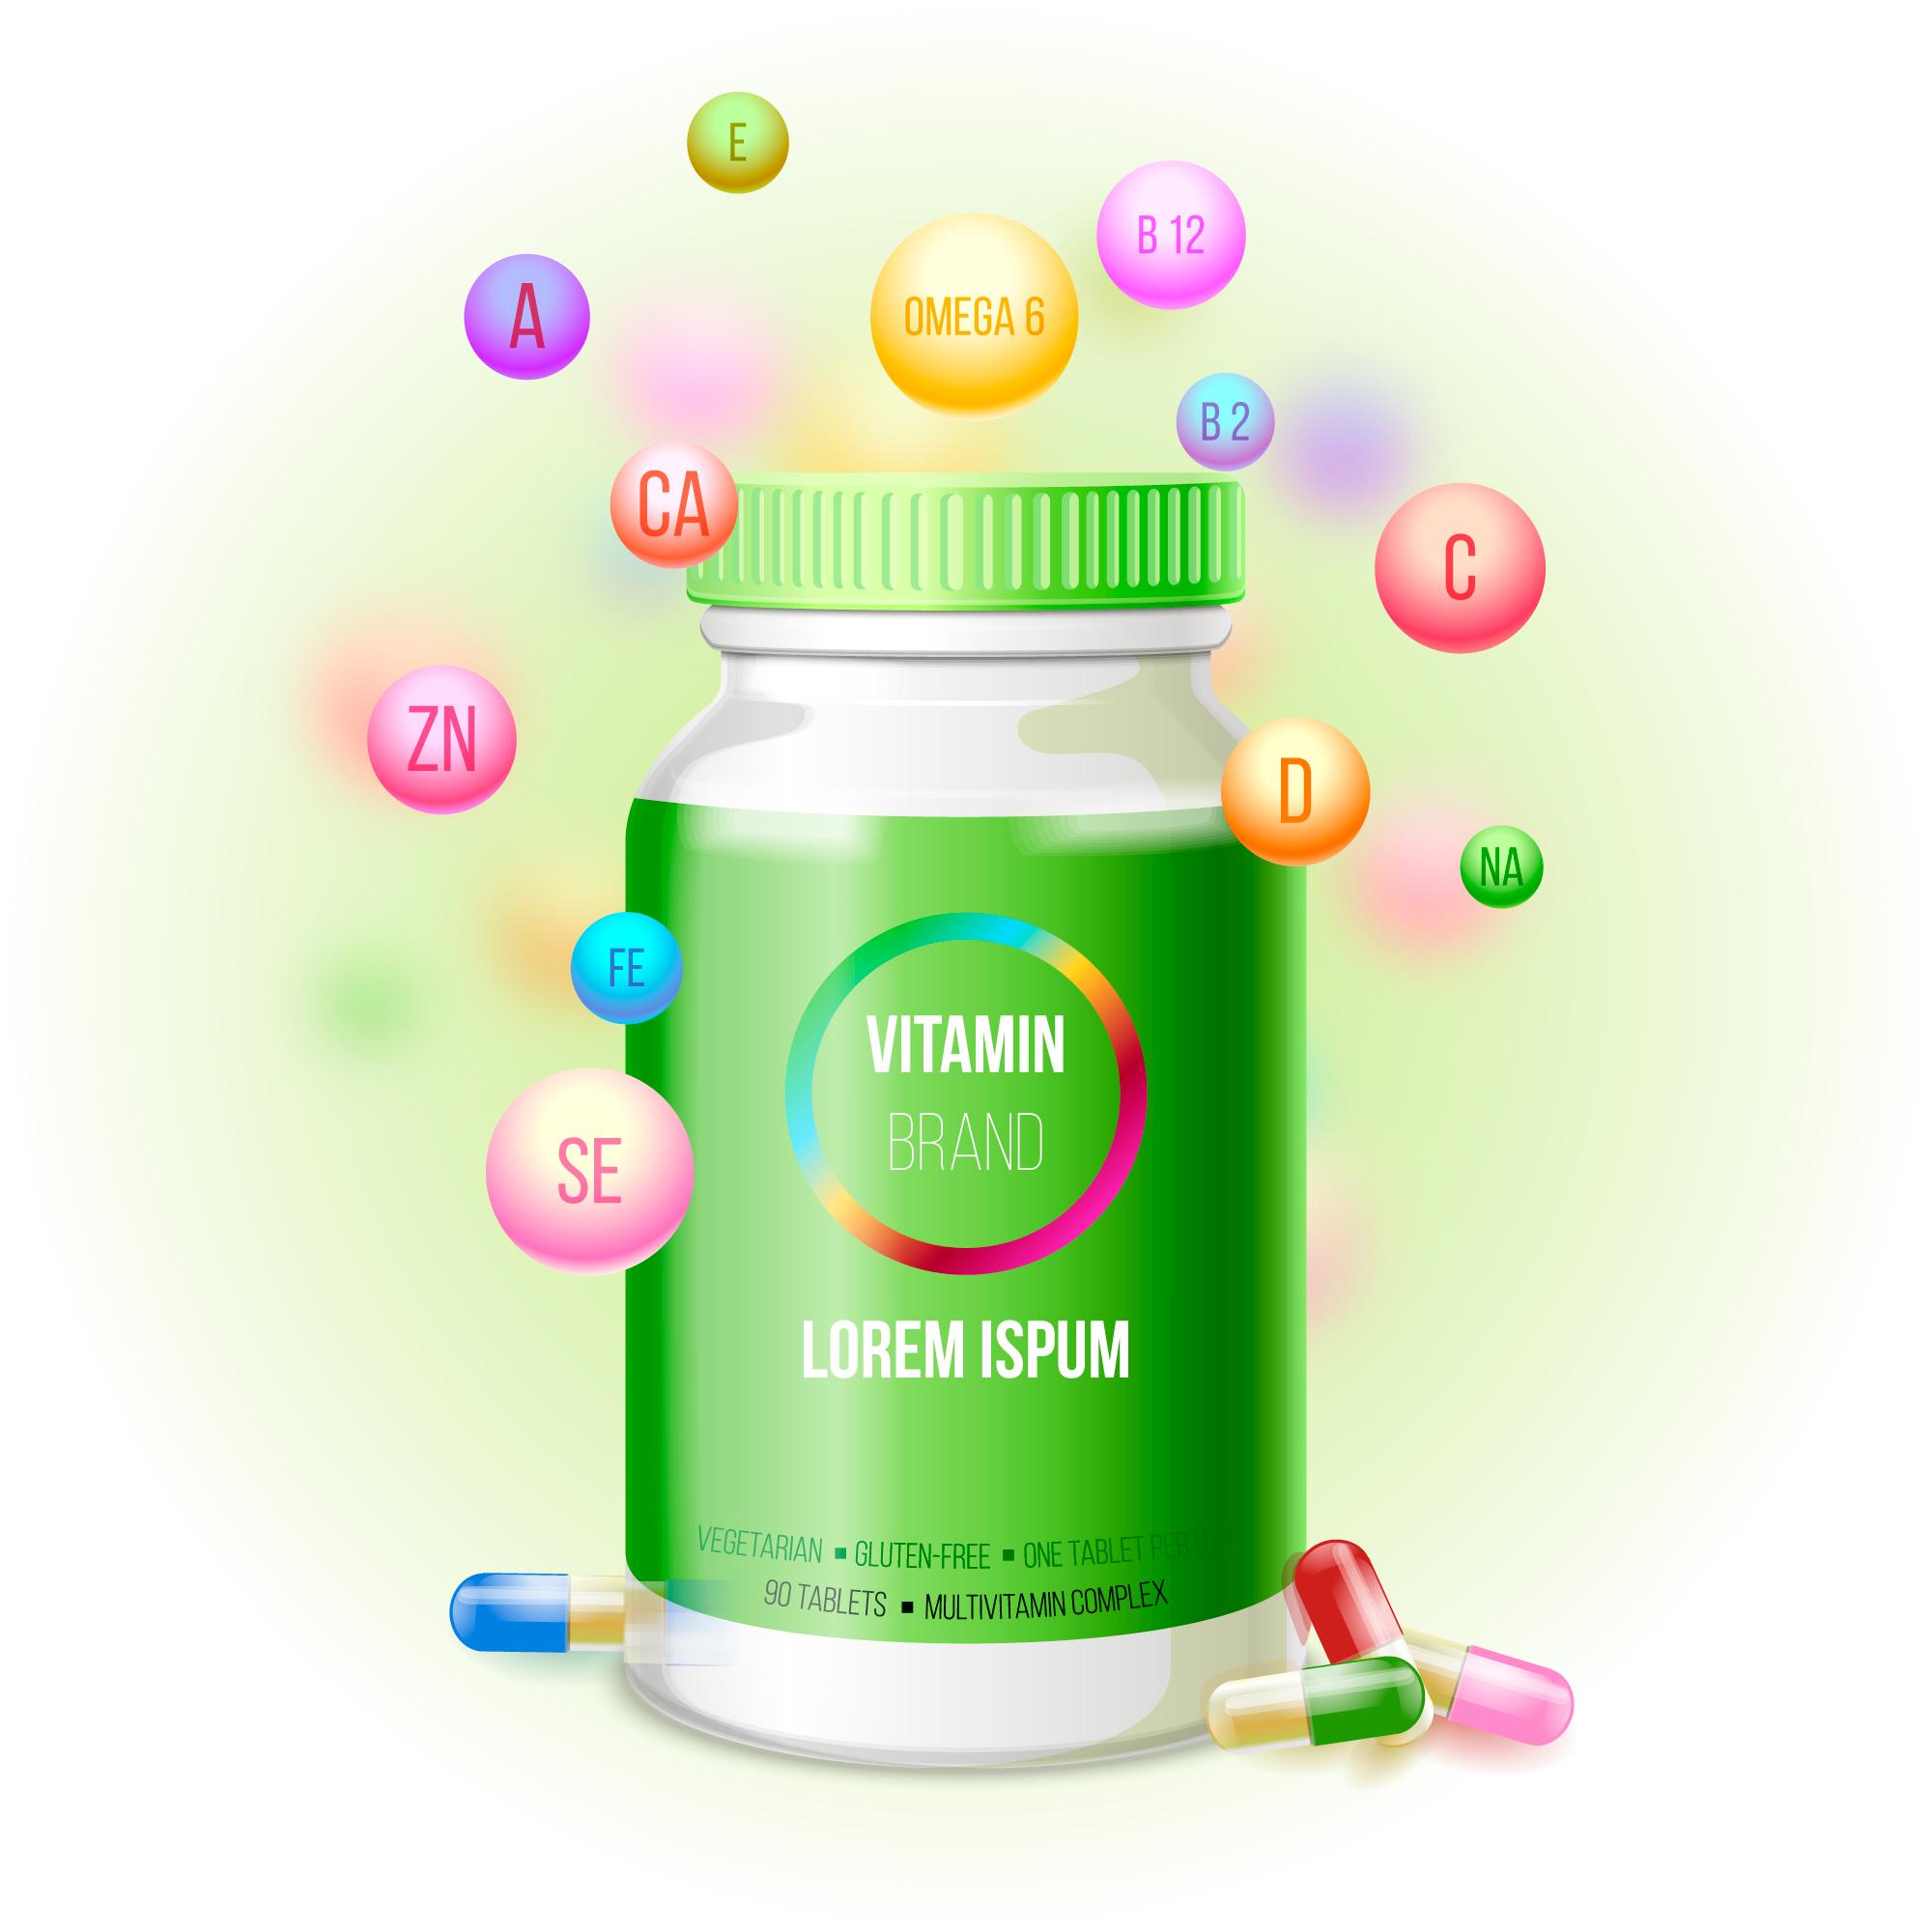 E
B 12
A
OMEGA 6
B 2
CA
C
ZN
D
NA
FE
VITAMIN
BRAND
SE
LOREM ISPUM
VEGETARIAN ▪ GLUTEN-FREE ▪ ONE TABLET PER
90 TABLETS ▪ MULTIVITAMIN COMPLEX